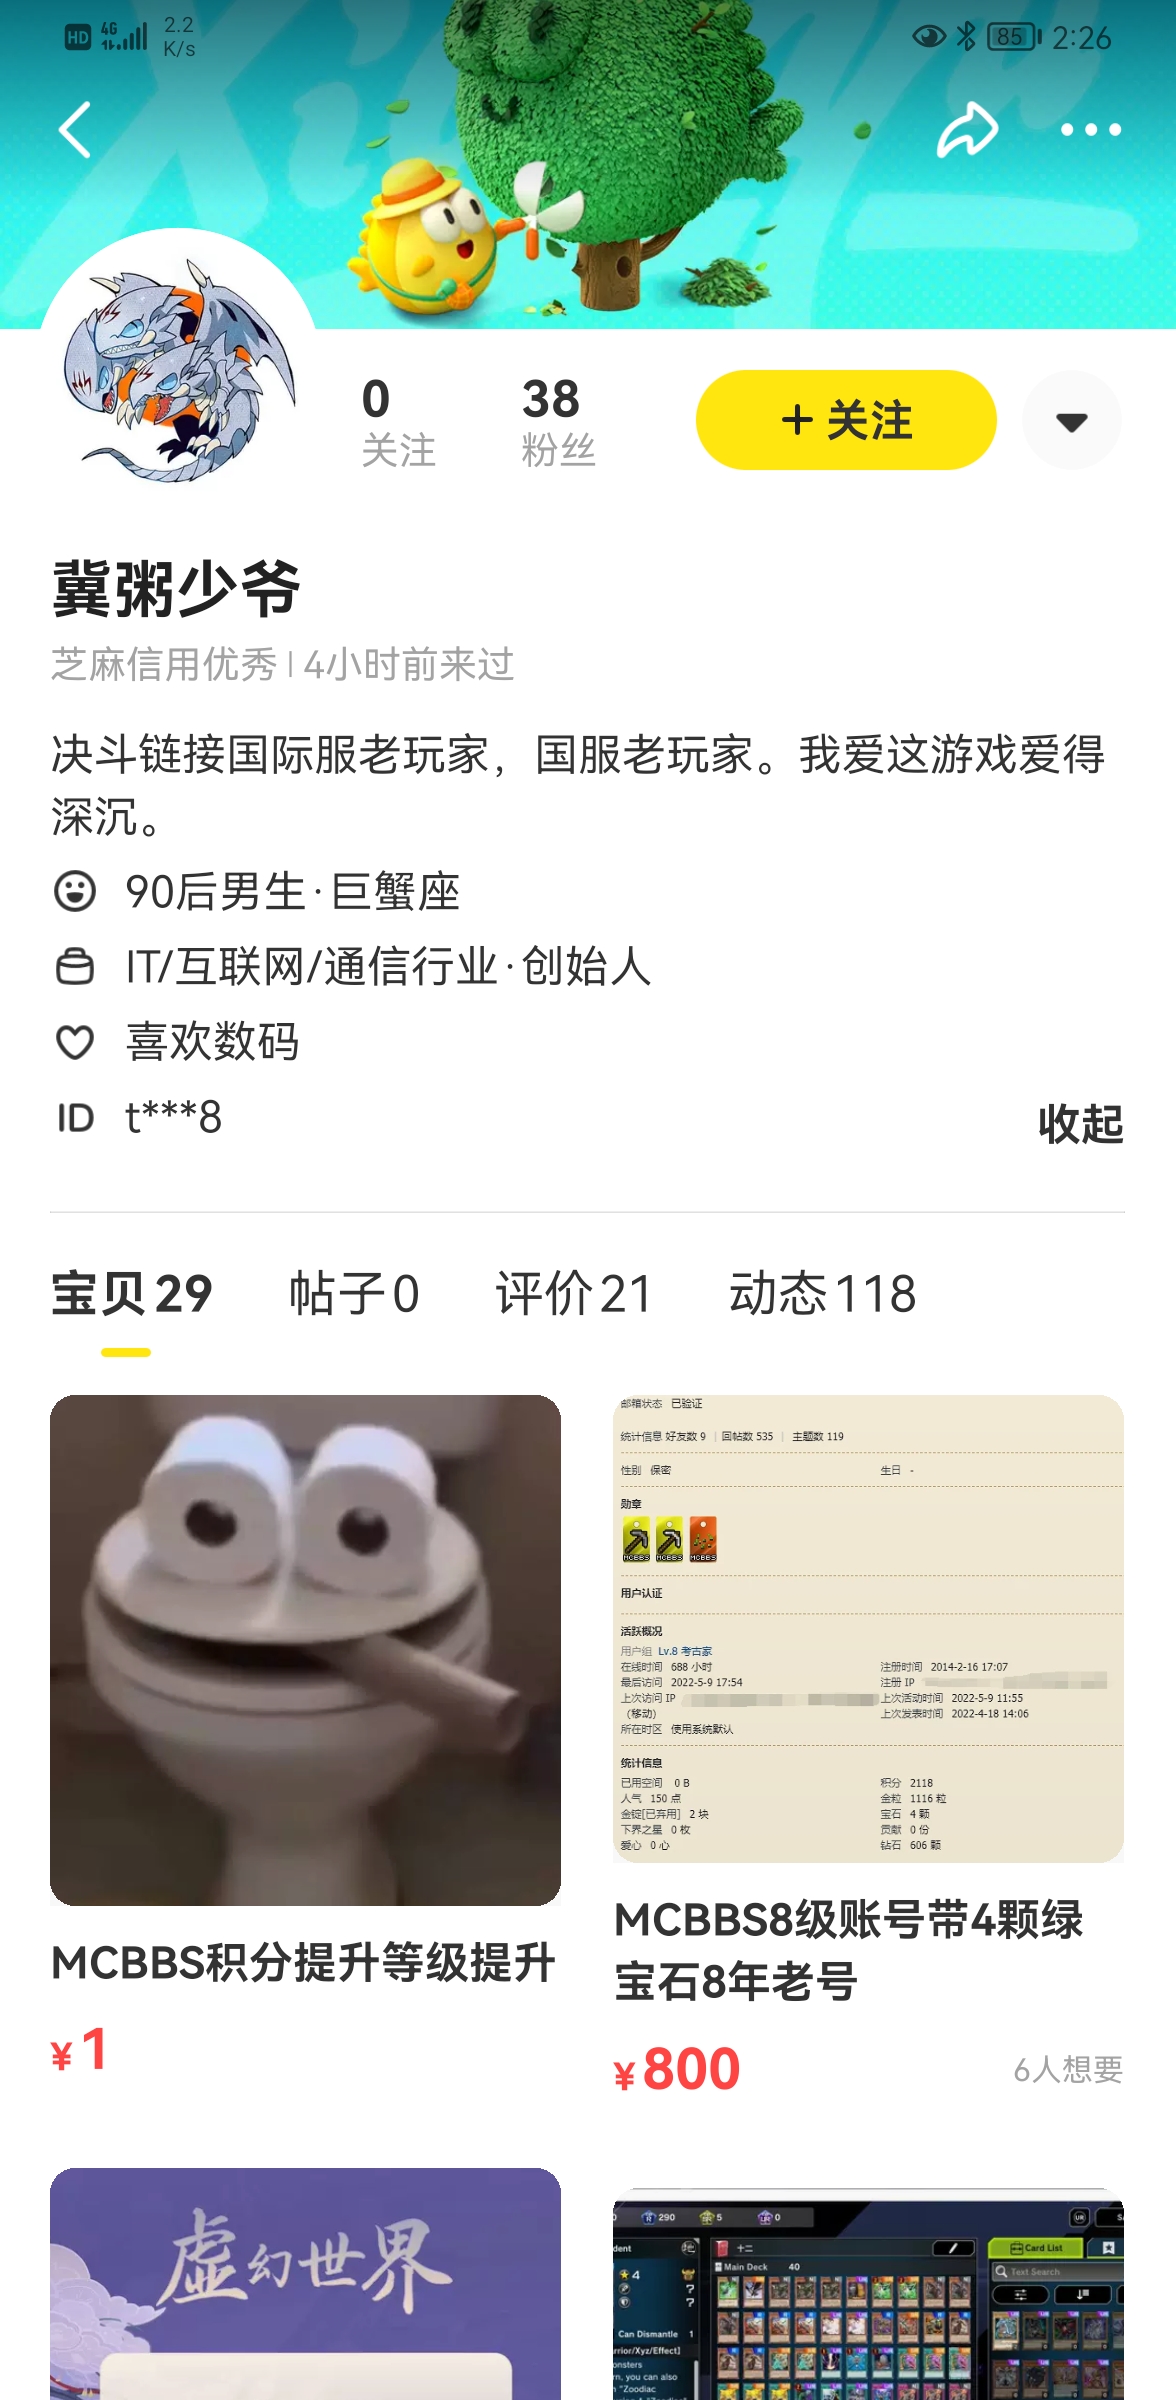 HD 4G 2.2 K/s 85 2:26
0 38
关注 粉丝 + 关注
冀粥少爷
芝麻信用优秀 | 4小时前来过
决斗链接国际服老玩家，国服老玩家。我爱这游戏爱得
深沉。
90后男生·巨蟹座
IT/互联网/通信行业·创始人
喜欢数码
ID t***8
收起
宝贝29 帖子0 评价21 动态118
邮箱状态 已验证
统计信息 好友数 9 | 回帖数 535 | 主题数 119
性别 保密 生日 -
勋章
MCBBS MCBBS MCBBS
用户认证
活跃概况
用户组 Lv.8 考古家
在线时间 688 小时 注册时间 2014-2-16 17:07
最后访问 2022-5-9 17:54 注册 IP
上次访问 IP 上次活动时间 2022-5-9 11:55
（移动） 上次发表时间 2022-4-18 14:06
所在时区 使用系统默认
统计信息
已用空间 0 B 积分 2118
人气 150 点 金粒 1116 粒
金锭[已弃用] 2 块 宝石 4 颗
下界之星 0 枚 贡献 0 份
爱心 0 心 钻石 606 颗
MCBBS积分提升等级提升
¥1
MCBBS8级账号带4颗绿
宝石8年老号
¥800 6人想要
虚幻世界
290 5 0
dent 十二 Card List
4 Main Deck 40 Text Search
?
?
Can Dismantle 1
rrior/Xyz/Effect]
onsters
rn, you can also
"Zoodiac